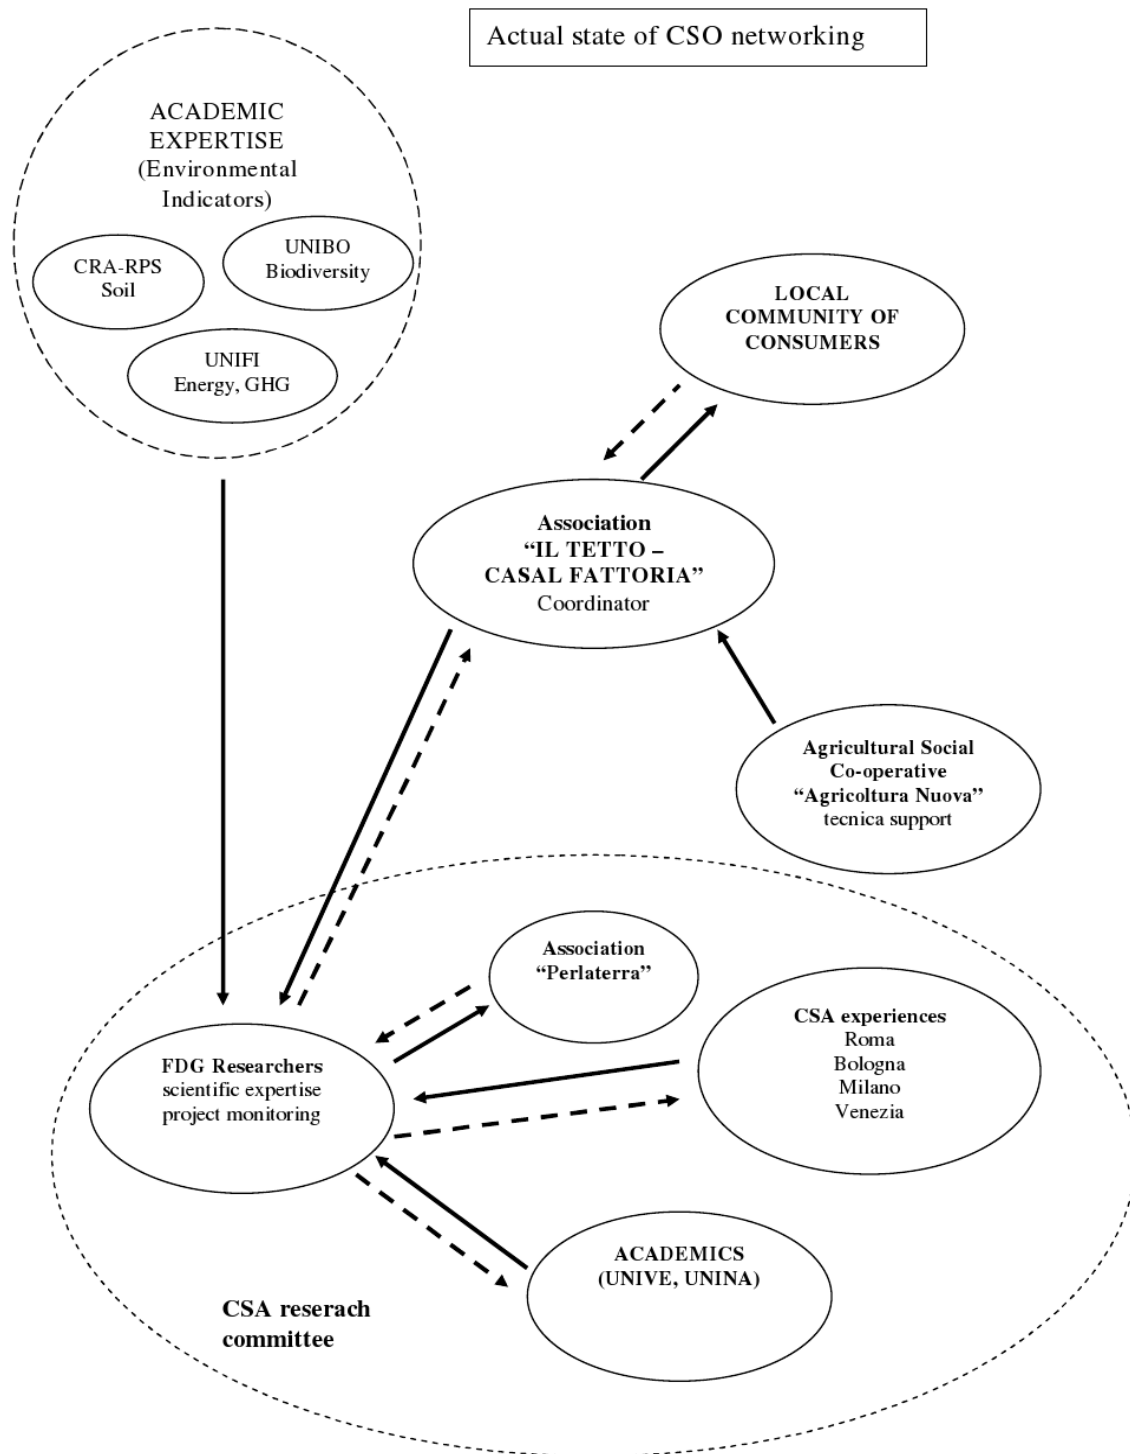 Actual state of CSO networking
ACADEMIC
EXPERTISE
(Environmental
Indicators)
UNIBO
Biodiversity
CRA-RPS
Soil
UNIFI
Energy, GHG
LOCAL
COMMUNITY OF
CONSUMERS
Association
“IL TETTO –
CASAL FATTORIA”
Coordinator
Agricultural Social
Co-operative
“Agricoltura Nuova”
tecnica support
Association
“Perlaterra”
CSA experiences
Roma
Bologna
Milano
Venezia
FDG Researchers
scientific expertise
project monitoring
ACADEMICS
(UNIVE, UNINA)
CSA reserach
committee